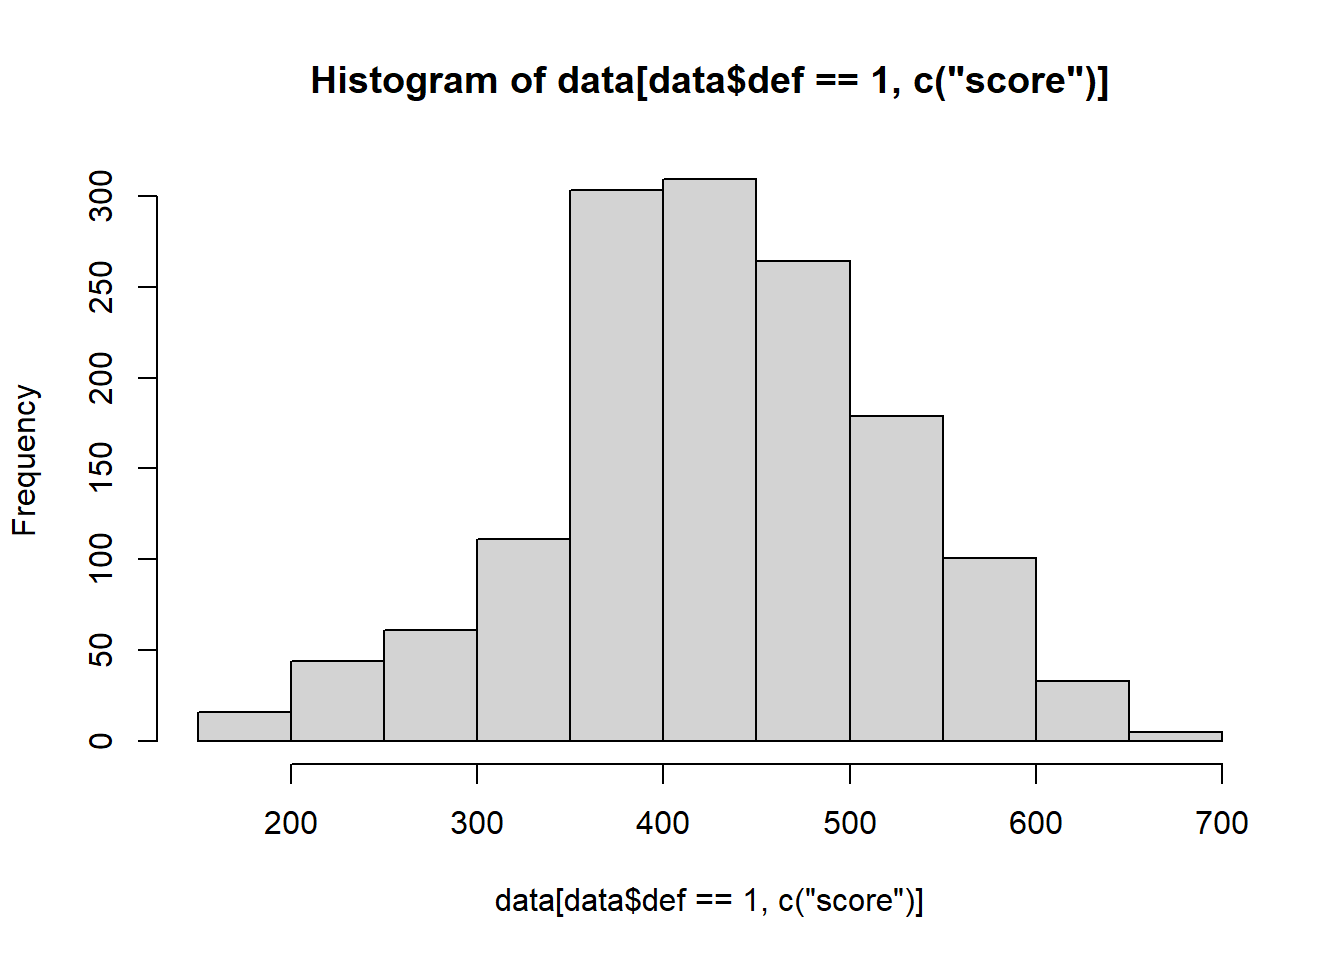 Histogram of data[data$def == 1, c("score")]
300
250
200
150
100
50
0
Frequency
200 300 400 500 600 700
data[data$def == 1, c("score")]